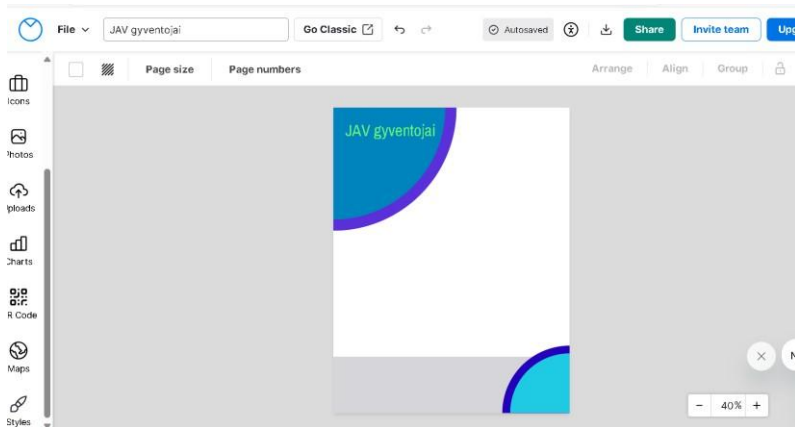 File
JAV gyventojai
Go Classic
Autosaved
Share
Invite team
Upg
Page size
Page numbers
Arrange
Align
Group
Icons
Photos
Uploads
Charts
R Code
Maps
Styles
JAV gyventojai
N
40%